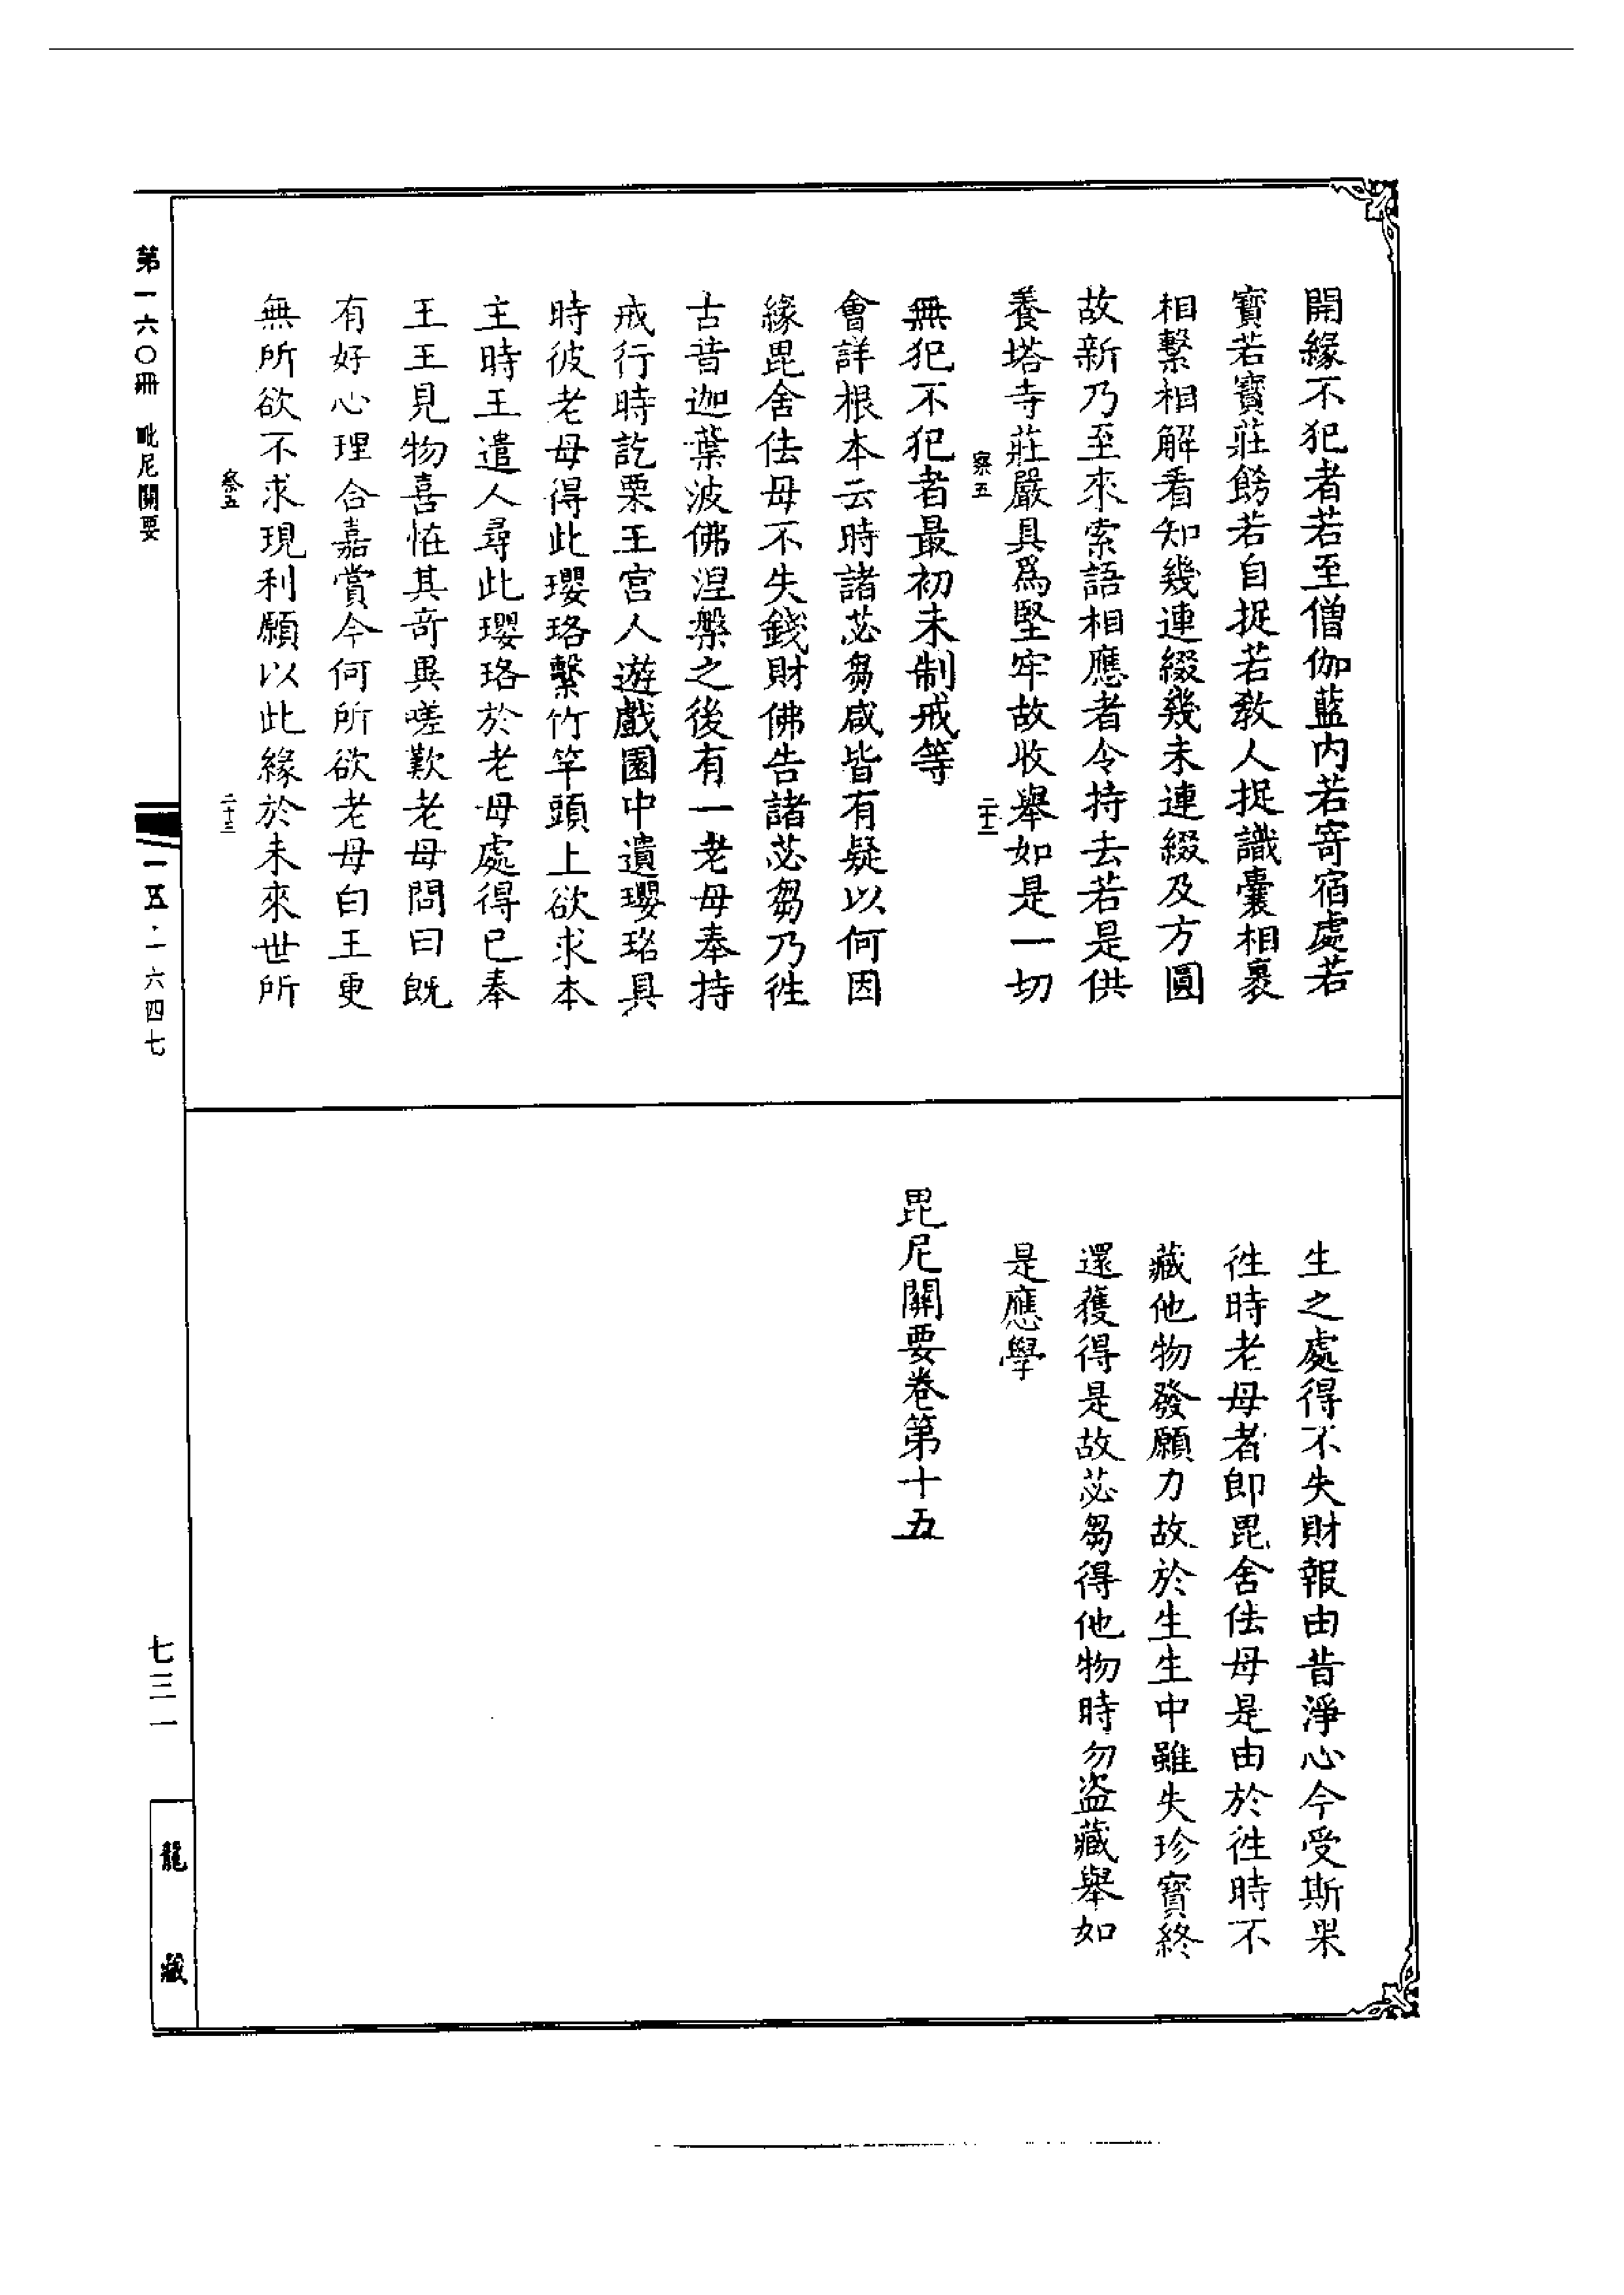 開緣不犯者若至僧伽藍內若寄宿處若
寶若寶莊餝若自捉若教人捉識囊相裹
相繫相解看知幾連綴幾未連綴及方圓
故新乃至來索語相應者令持去若是供
養塔寺莊嚴具爲堅牢故收舉如是一切
察五
二十三
無犯不犯者最初未制戒等
會詳根本云時諸苾芻咸皆有疑以何因
緣毘舍佉母不失錢財佛告諸苾芻乃徃
古昔迦葉波佛涅槃之後有一老母奉持
戒行時訖栗王宮人遊戲園中遺瓔珞具
時彼老母得此瓔珞繫竹竿頭上欲求本
主時王遣人尋此瓔珞於老母處得已奉
王王見物喜恠其奇異嗟歎老母問曰旣
有好心理合嘉賞今何所欲老母白王更
無所欲不求現利願以此緣於未來世所
察五
二十三
生之處得不失財報由昔淨心今受斯果
徃時老母者卽毘舍佉母是由於徃時不
藏他物發願力故於生生中雖失珍寶終
還獲得是故苾芻得他物時勿盜藏舉如
是應學
毘尼關要卷第十五
第一六〇冊 毗尼關要
一五·一六四七
七三一
龍藏